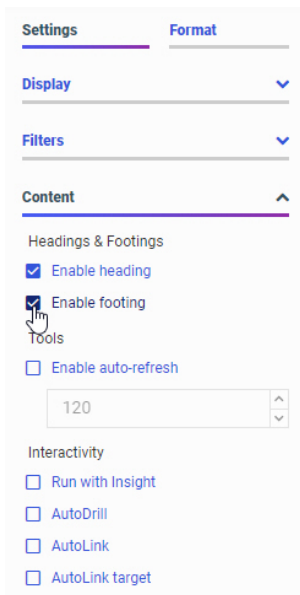 Settings Format
Display
Filters
Content
Headings & Footings
Enable heading
Enable footing
Tools
Enable auto-refresh
120
Interactivity
Run with Insight
AutoDrill
AutoLink
AutoLink target